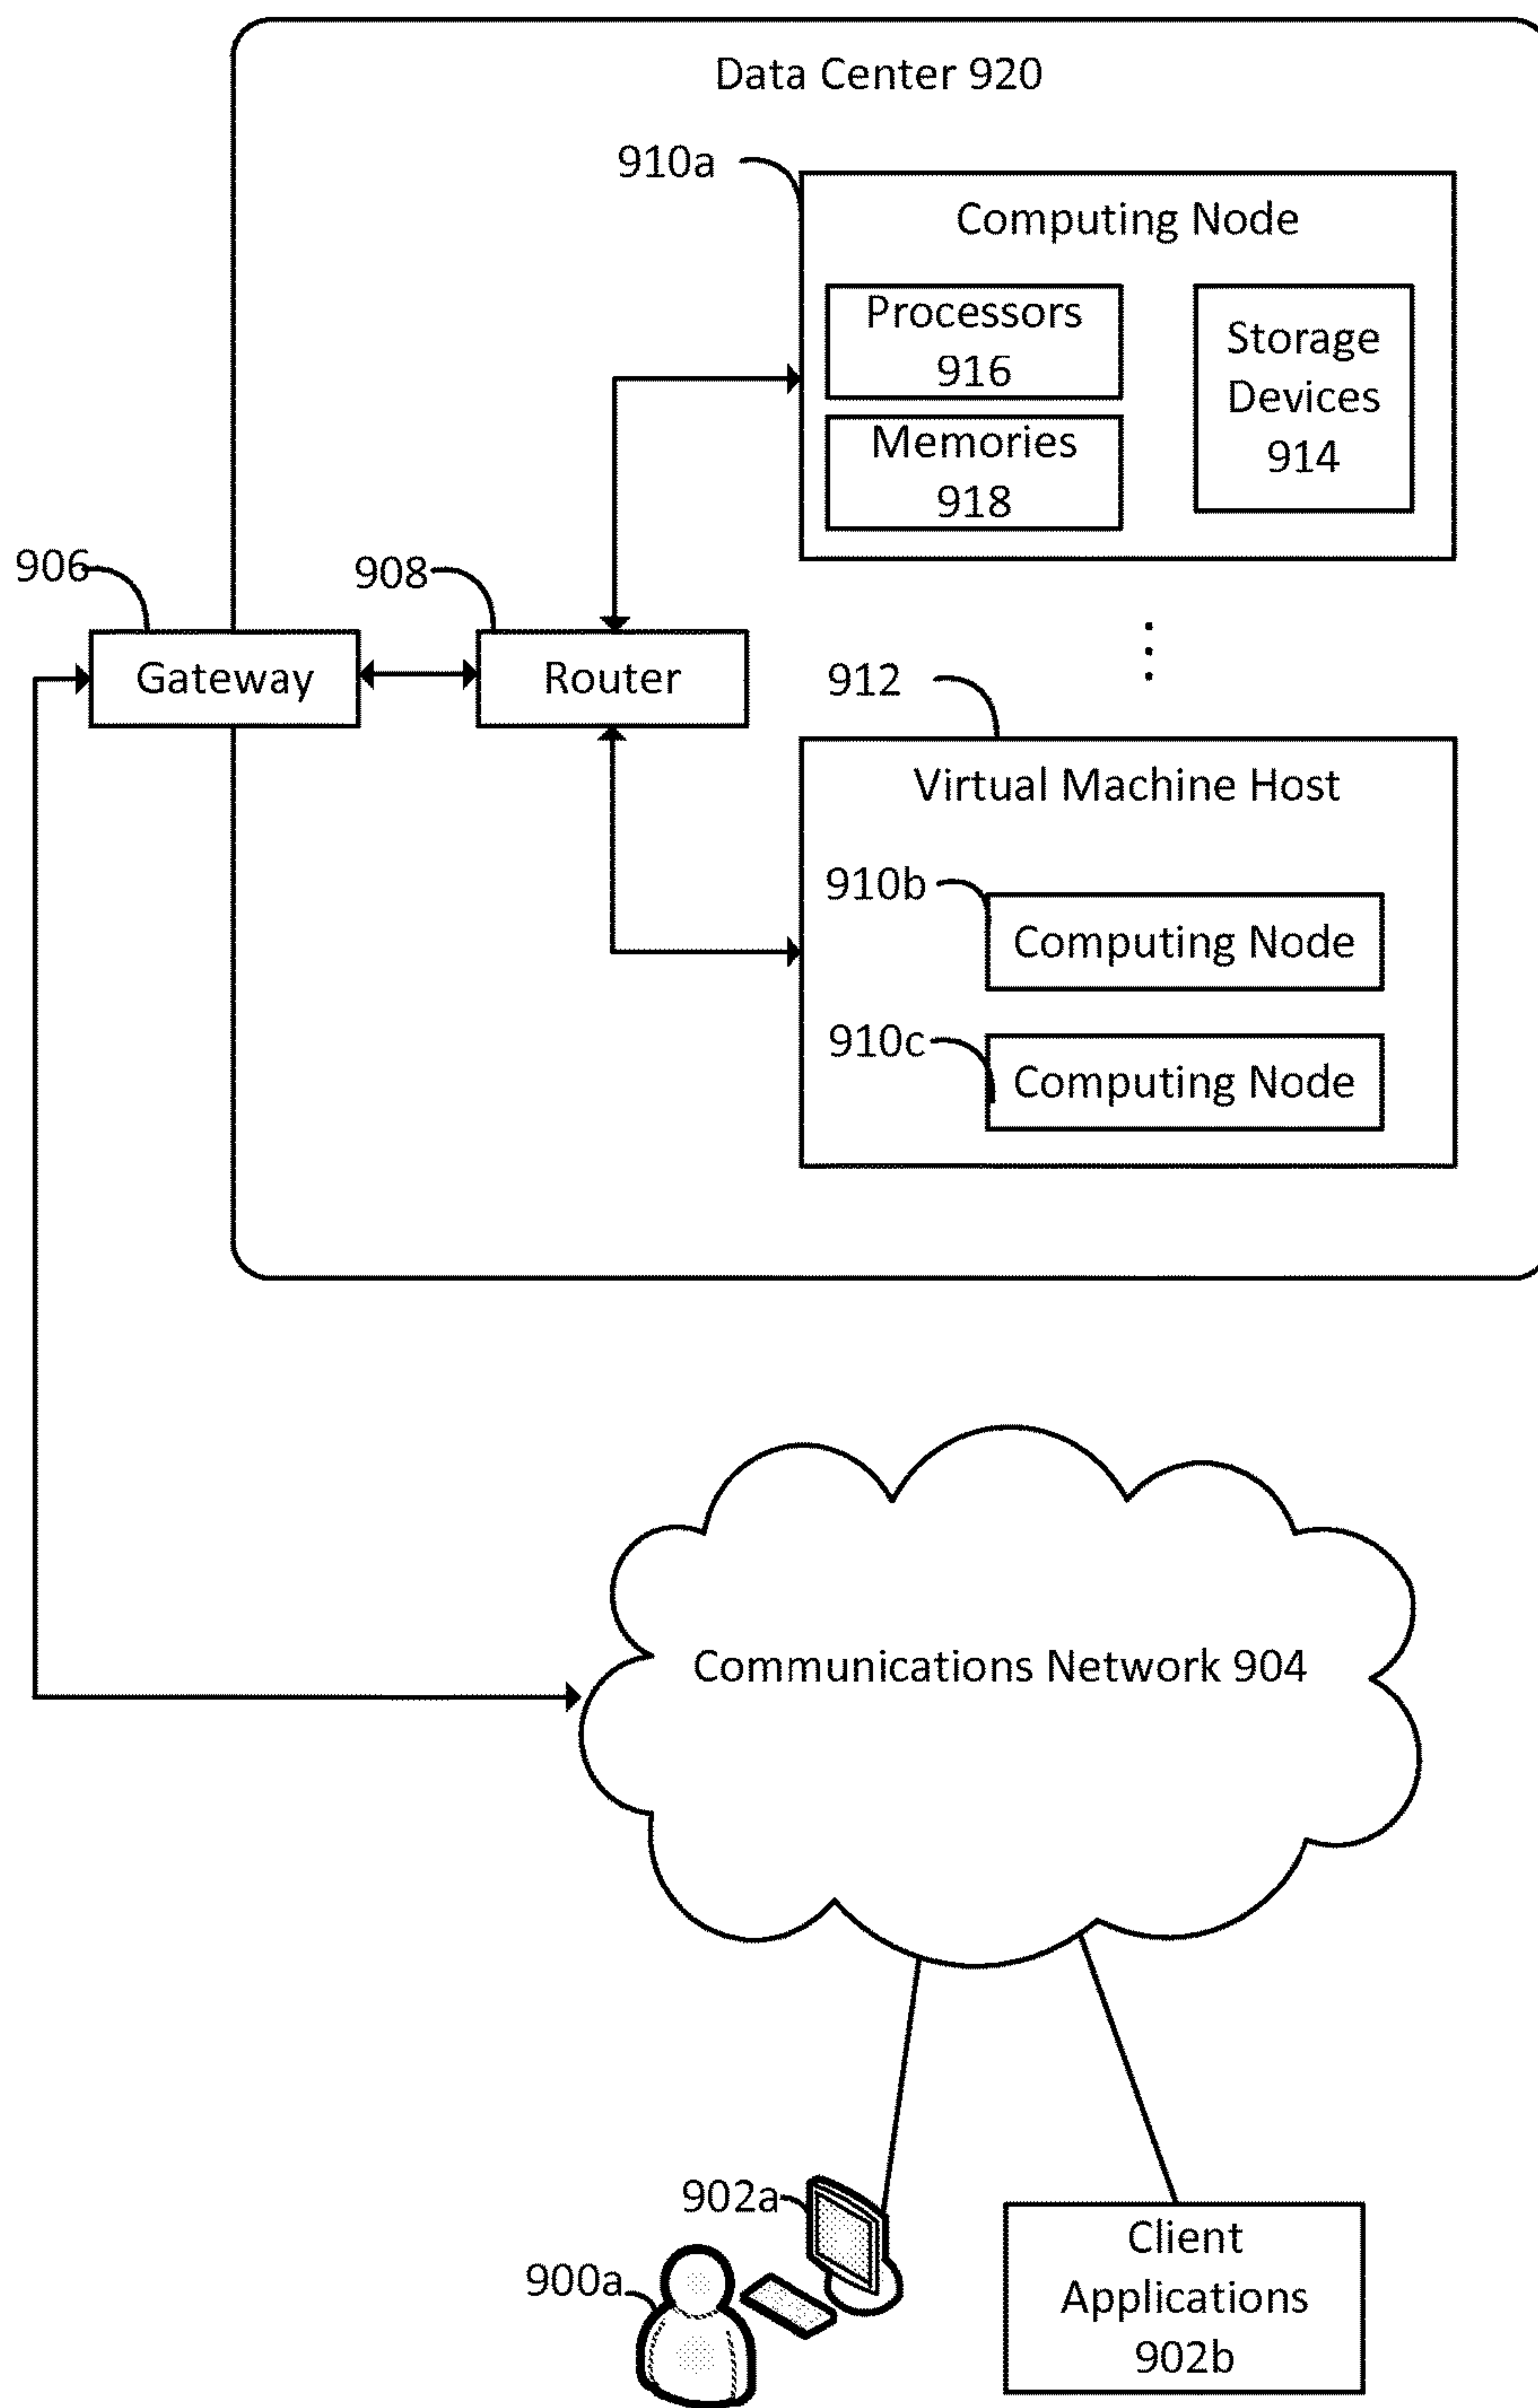 Data Center 920
910a
Computing Node
Processors
916
Storage
Devices
914
Memories
918
906
908
Gateway
Router
912
Virtual Machine Host
910b
Computing Node
910c
Computing Node
Communications Network 904
902a
900a
Client
Applications
902b